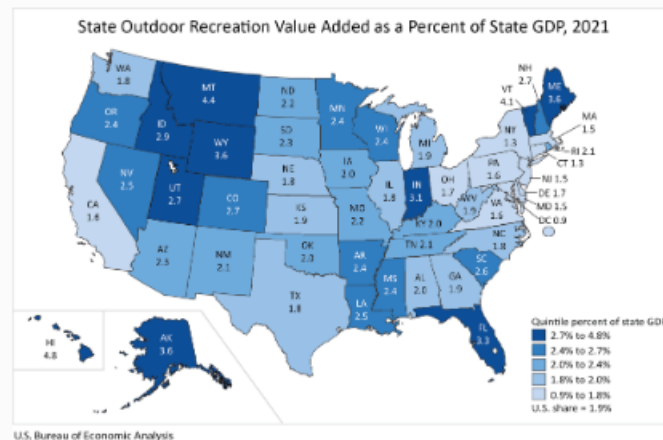 State Outdoor Recreation Value Added as a Percent of State GDP, 2021
WA
1.8
MT
4.4
ND
2.2
MN
2.4
NH
2.7
VT
4.1
ME
3.6
OR
2.4
ID
2.9
WY
3.6
SD
2.3
WI
2.4
MI
1.9
NY
1.3
MA
1.5
RI 2.1
CT 1.3
NV
2.5
UT
2.7
CO
2.7
NE
1.8
IA
2.0
IL
1.8
IN
3.1
OH
1.7
PA
1.6
NJ 1.5
DE 1.7
MD 1.5
DC 0.9
CA
1.6
KS
1.9
MO
2.2
KY 2.0
WV
1.9
VA
1.6
AZ
2.3
NM
2.1
OK
2.0
AR
2.4
TN 2.1
NC
1.8
SC
2.6
TX
1.8
LA
2.5
MS
2.4
AL
2.0
GA
1.9
FL
3.3
HI
4.8
AK
3.6
Quintile percent of state GD
2.7% to 4.8%
2.4% to 2.7%
2.0% to 2.4%
1.8% to 2.0%
0.9% to 1.8%
U.S. share = 1.9%
U.S. Bureau of Economic Analysis